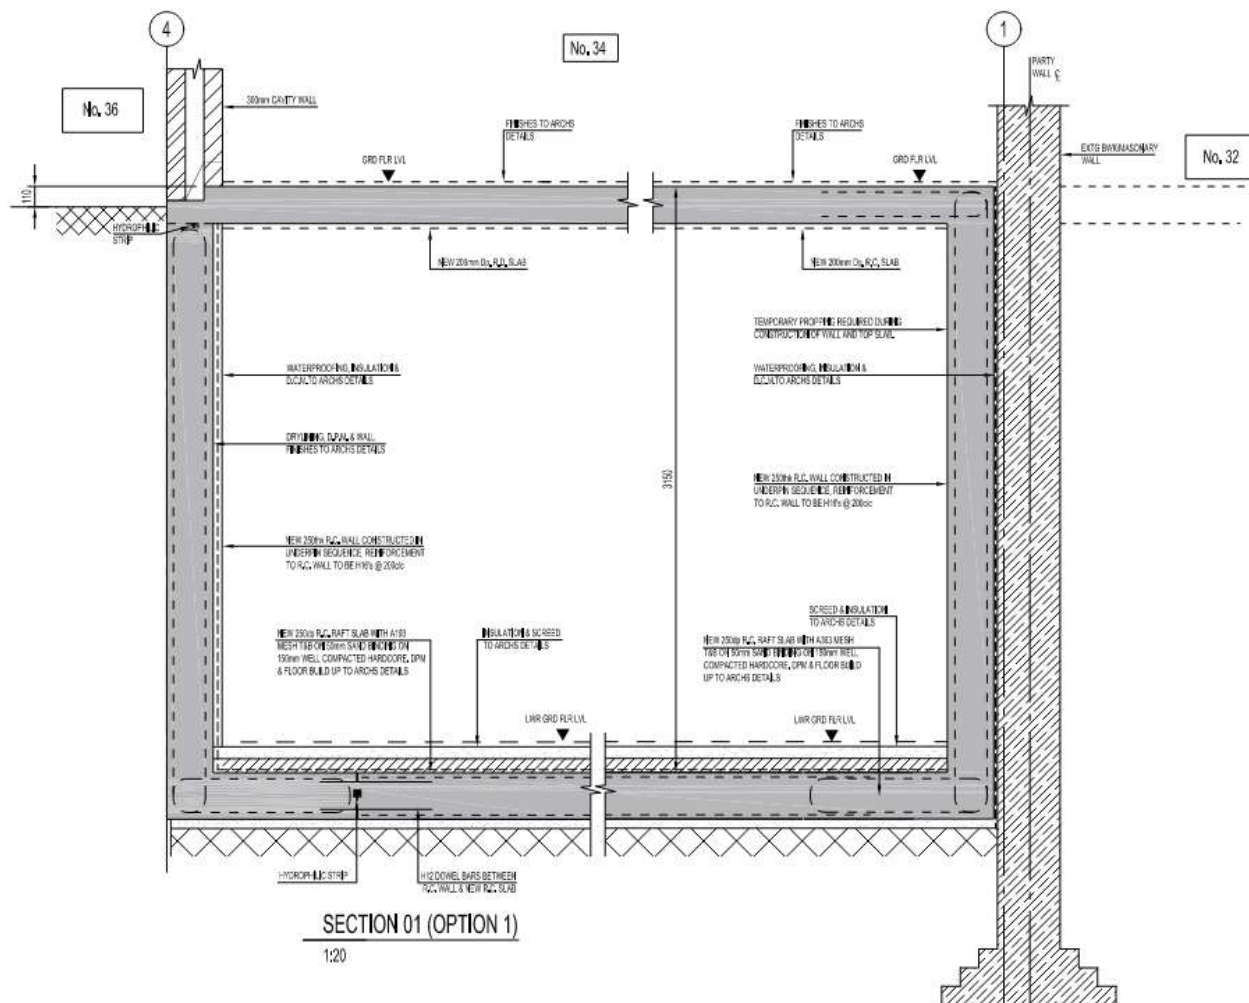 4
1
No. 34
PARTY
WALL ℄
No. 36
300mm CAVITY WALL
FINISHES TO ARCHS
DETAILS
FINISHES TO ARCHS
DETAILS
EXTG BWK/MASONARY
WALL
No. 32
GRD FLR LVL
GRD FLR LVL
110
HYDROPHILIC
STRIP
NEW 200mm Dp. R.C. SLAB
NEW 200mm Dp. R.C. SLAB
TEMPORARY PROPPING REQUIRED DURING
CONSTRUCTION OF WALL AND TOP SLAB.
WATERPROOFING, INSULATION &
D.C.M.TO ARCHS DETAILS
WATERPROOFING, INSULATION &
D.C.M.TO ARCHS DETAILS
DRYLINING, D.P.M. & WALL
FINISHES TO ARCHS DETAILS
3150
NEW 250thk R.C. WALL CONSTRUCTED IN
UNDERPIN SEQUENCE, REINFORCEMENT
TO R.C. WALL TO BE H16's @ 200c/c
NEW 250thk R.C. WALL CONSTRUCTED IN
UNDERPIN SEQUENCE, REINFORCEMENT
TO R.C. WALL TO BE H16's @ 200c/c
SCREED & INSULATION
TO ARCHS DETAILS
NEW 250dp R.C. RAFT SLAB WITH A193
MESH T&B ON 50mm SAND BINDING ON
150mm WELL COMPACTED HARDCORE, DPM
& FLOOR BUILD UP TO ARCHS DETAILS
INSULATION & SCREED
TO ARCHS DETAILS
NEW 250dp R.C. RAFT SLAB WITH A393 MESH
T&B ON 50mm SAND BINDING ON 150mm WELL
COMPACTED HARDCORE, DPM & FLOOR BUILD
UP TO ARCHS DETAILS
LWR GRD FLR LVL
LWR GRD FLR LVL
HYDROPHILIC STRIP
H12 DOWEL BARS BETWEEN
R.C. WALL & NEW R.C. SLAB
SECTION 01 (OPTION 1)
1:20